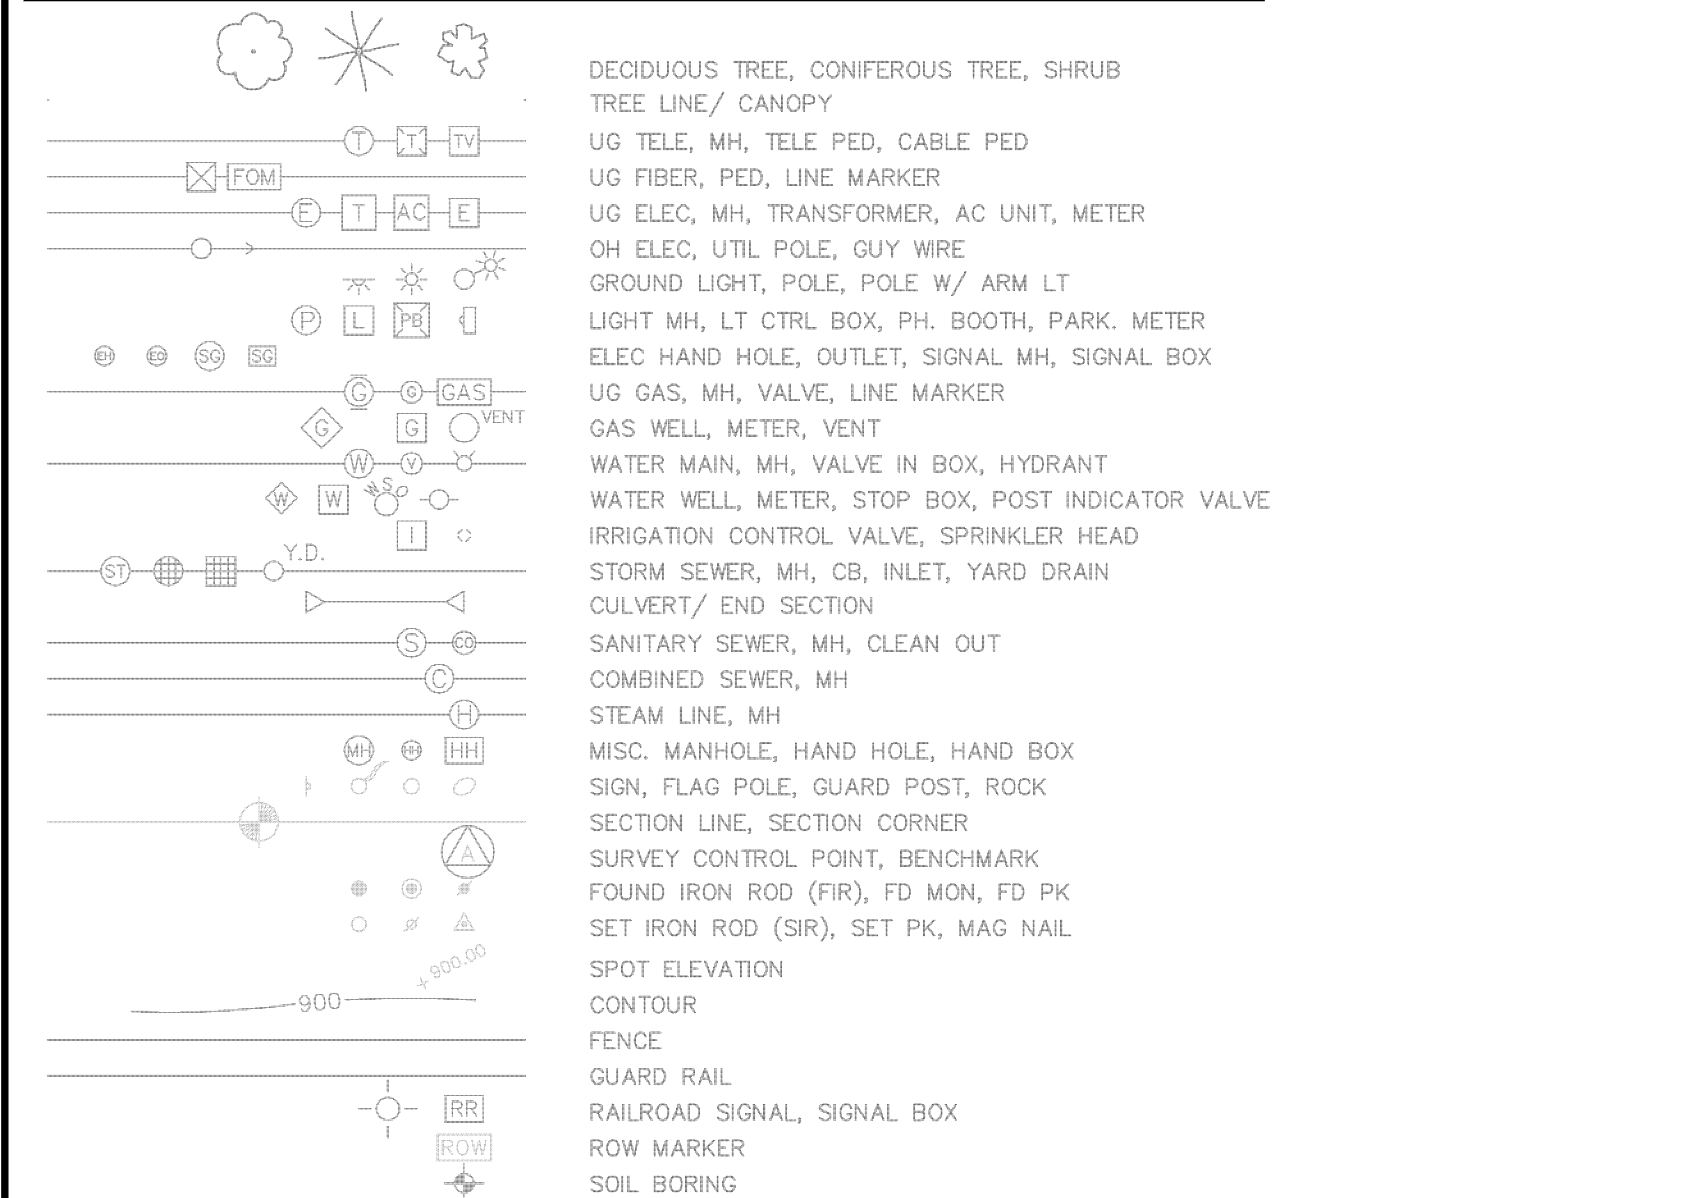 DECIDUOUS TREE, CONIFEROUS TREE, SHRUB
TREE LINE/ CANOPY
T T TV UG TELE, MH, TELE PED, CABLE PED
FOM UG FIBER, PED, LINE MARKER
E T AC E UG ELEC, MH, TRANSFORMER, AC UNIT, METER
OH ELEC, UTIL POLE, GUY WIRE
GROUND LIGHT, POLE, POLE W/ ARM LT
P L PB LIGHT MH, LT CTRL BOX, PH. BOOTH, PARK. METER
EH EO SG SG ELEC HAND HOLE, OUTLET, SIGNAL MH, SIGNAL BOX
G G GAS UG GAS, MH, VALVE, LINE MARKER
G G VENT GAS WELL, METER, VENT
W V WATER MAIN, MH, VALVE IN BOX, HYDRANT
W W WSO WATER WELL, METER, STOP BOX, POST INDICATOR VALVE
I IRRIGATION CONTROL VALVE, SPRINKLER HEAD
ST Y.D. STORM SEWER, MH, CB, INLET, YARD DRAIN
CULVERT/ END SECTION
S CO SANITARY SEWER, MH, CLEAN OUT
C COMBINED SEWER, MH
H STEAM LINE, MH
MH HH HH MISC. MANHOLE, HAND HOLE, HAND BOX
SIGN, FLAG POLE, GUARD POST, ROCK
SECTION LINE, SECTION CORNER
A SURVEY CONTROL POINT, BENCHMARK
FOUND IRON ROD (FIR), FD MON, FD PK
SET IRON ROD (SIR), SET PK, MAG NAIL
+900.00 SPOT ELEVATION
900 CONTOUR
FENCE
GUARD RAIL
RR RAILROAD SIGNAL, SIGNAL BOX
ROW ROW MARKER
SOIL BORING